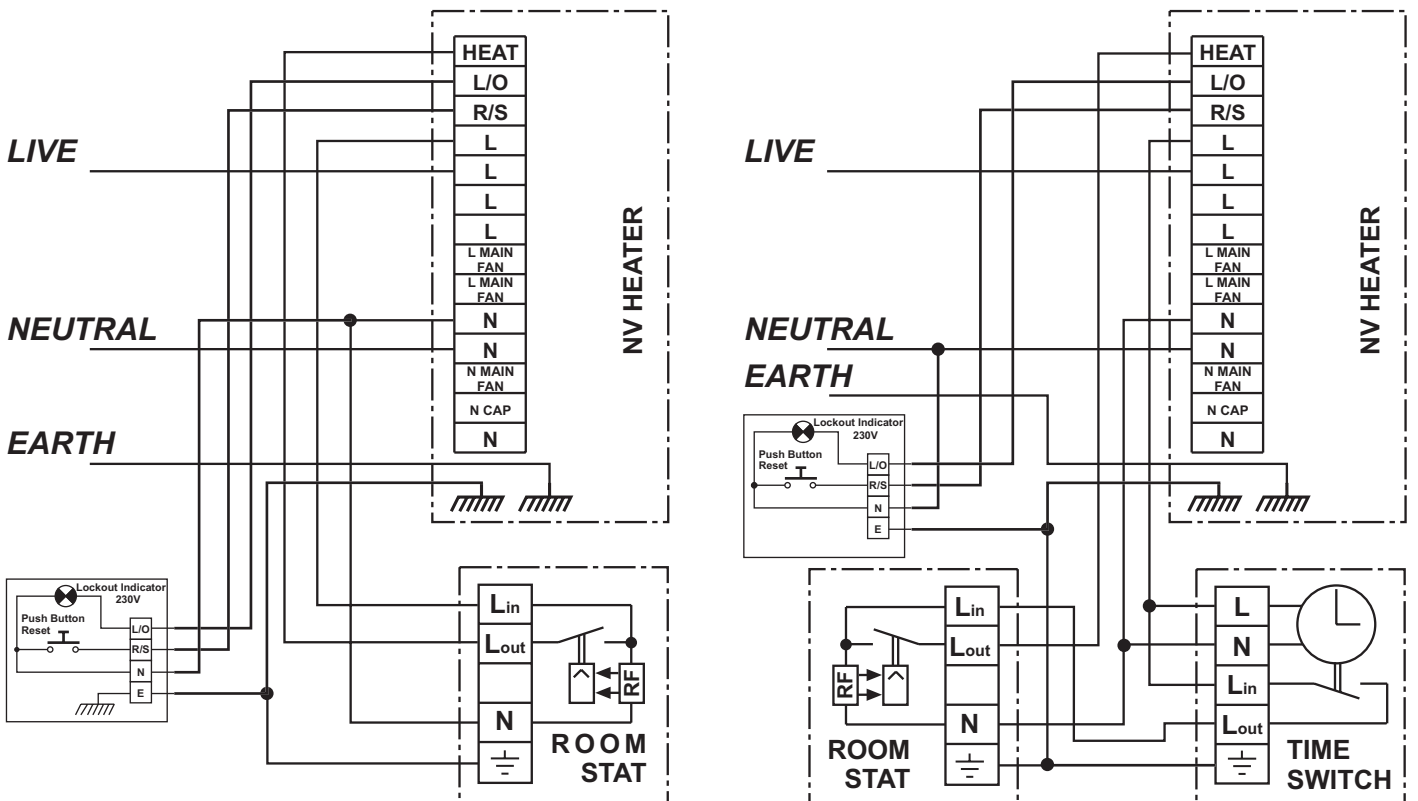 HEAT
L/O
R/S
L
L
L
L
L MAIN
FAN
L MAIN
FAN
N
N
N MAIN
FAN
N CAP
N
NV HEATER
LIVE
NEUTRAL
EARTH
Lockout Indicator
230V
Push Button
Reset
L/O
R/S
N
E
Lin
Lout
N
RF
ROOM
STAT
HEAT
L/O
R/S
L
L
L
L
L MAIN
FAN
L MAIN
FAN
N
N
N MAIN
FAN
N CAP
N
NV HEATER
LIVE
NEUTRAL
EARTH
Lockout Indicator
230V
Push Button
Reset
L/O
R/S
N
E
RF
Lin
Lout
N
ROOM
STAT
L
N
Lin
Lout
TIME
SWITCH